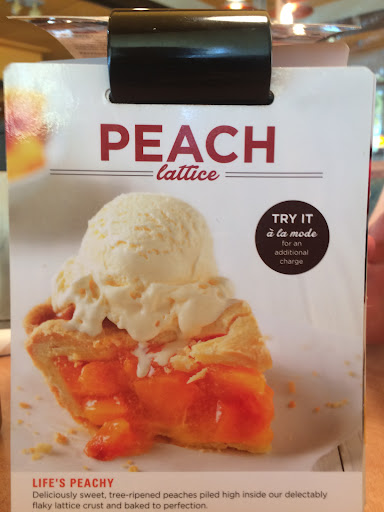 PEACH
lattice
TRY IT
à la mode
for an
additional
charge
LIFE'S PEACHY
Deliciously sweet, tree-ripened peaches piled high inside our delectably
flaky lattice crust and baked to perfection.